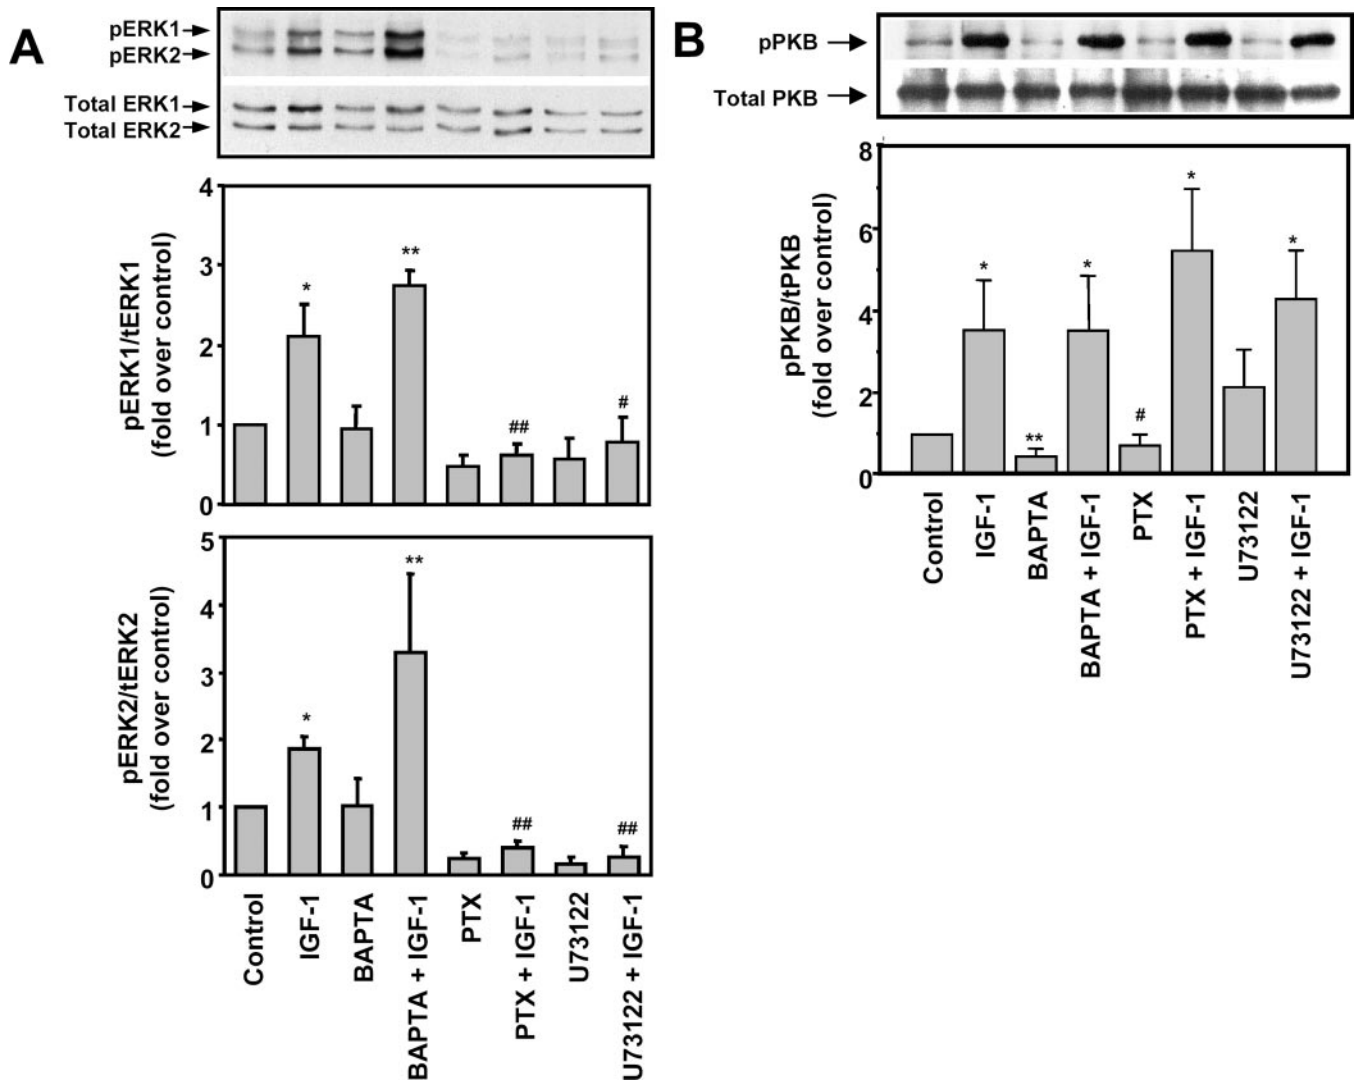 A
pERK1
pERK2
Total ERK1
Total ERK2
pERK1/tERK1
(fold over control)
4
3
2
1
0
*
**
##
#
pERK2/tERK2
(fold over control)
5
4
3
2
1
0
*
**
##
##
Control
IGF-1
BAPTA
BAPTA + IGF-1
PTX
PTX + IGF-1
U73122
U73122 + IGF-1
B
pPKB
Total PKB
pPKB/tPKB
(fold over control)
8
6
4
2
0
*
**
*
#
*
*
Control
IGF-1
BAPTA
BAPTA + IGF-1
PTX
PTX + IGF-1
U73122
U73122 + IGF-1